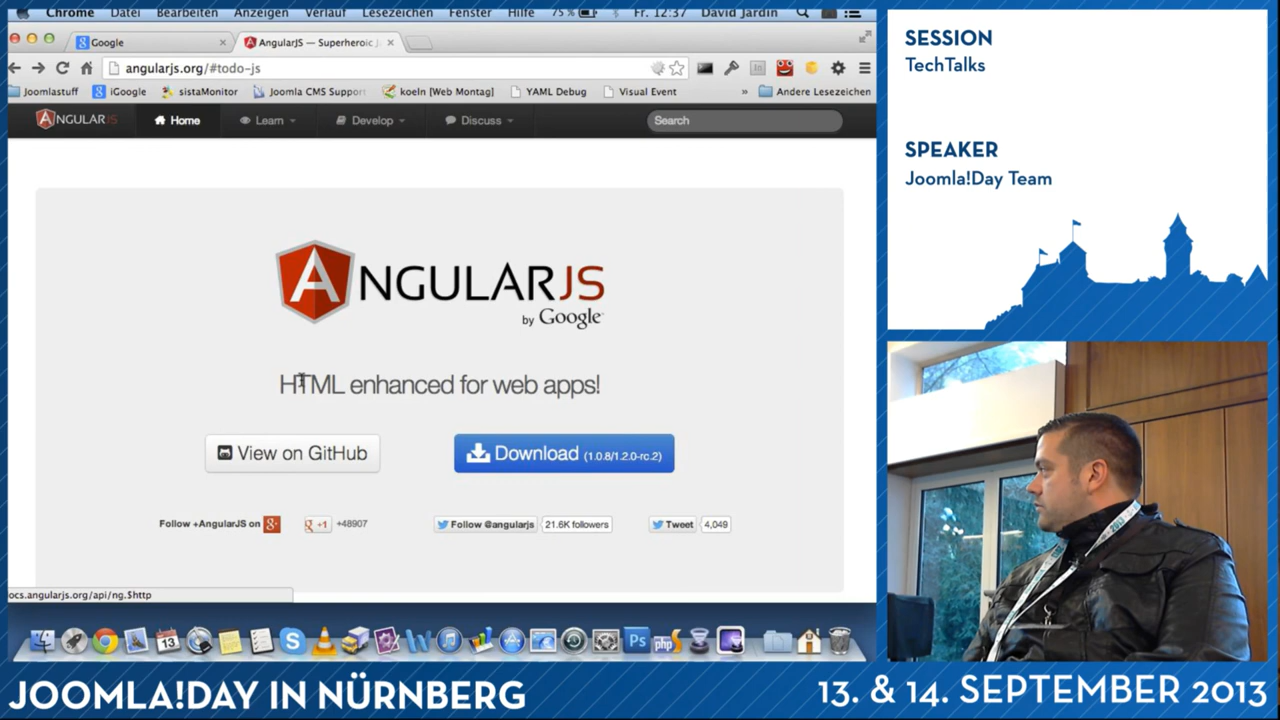 Chrome Datei Bearbeiten Anzeigen Verlauf Lesezeichen Fenster Hilfe 75 % Fr. 12:37 David Jardin
Google
AngularJS — Superheroic J
angularjs.org/#todo-js
Joomlastuff iGoogle sistaMonitor Joomla CMS Support koeln [Web Montag] YAML Debug Visual Event » Andere Lesezeichen
ANGULARJS Home Learn Develop Discuss Search
ANGULARJS
by Google
HTML enhanced for web apps!
View on GitHub
Download (1.0.8/1.2.0-rc.2)
Follow +AngularJS on g+ g +1 +48907 Follow @angularjs 21.6K followers Tweet 4,049
ocs.angularjs.org/api/ng.$http
13
Ps php
SESSION
TechTalks
SPEAKER
Joomla!Day Team
JOOMLA!DAY IN NÜRNBERG
13. & 14. SEPTEMBER 2013